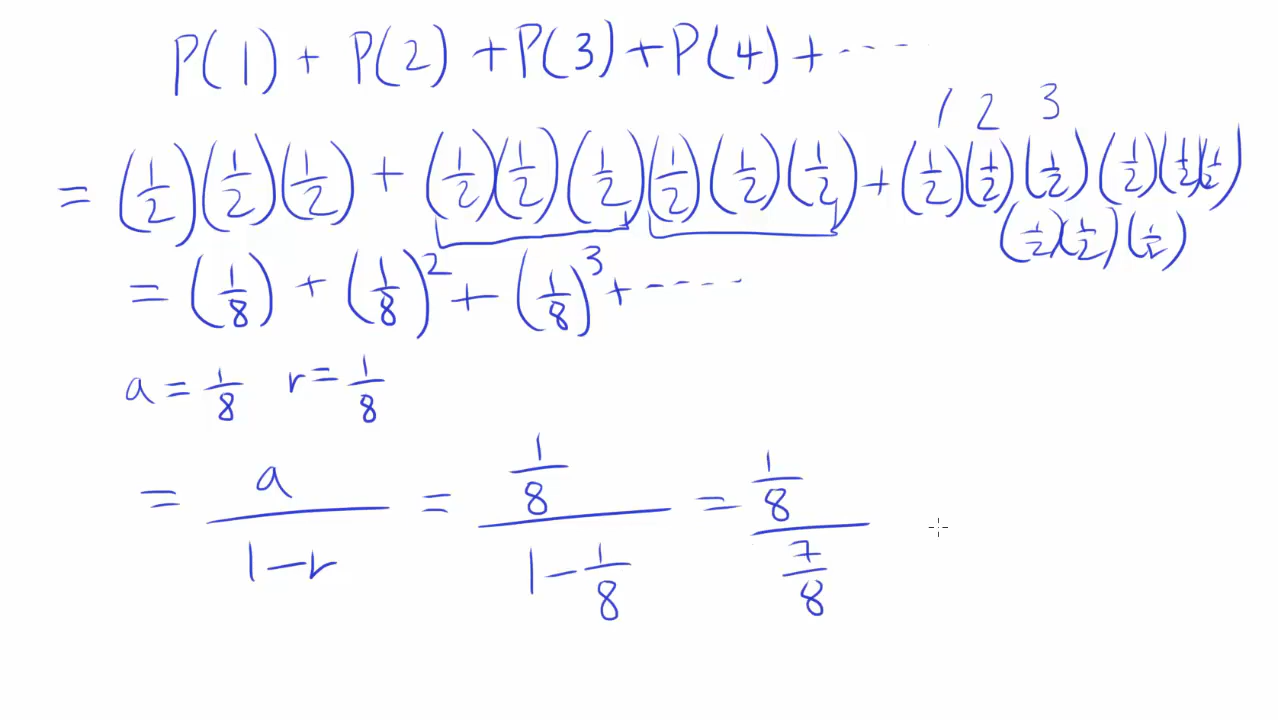 P(1) + P(2) + P(3) + P(4) + ----
1 2 3
= (1/2)(1/2)(1/2) + (1/2)(1/2)(1/2)(1/2)(1/2)(1/2) + (1/2)(1/2)(1/2)(1/2)(1/2)(1/2)
(1/2)(1/2)(1/2)
= (1/8) + (1/8)^2 + (1/8)^3 + -----
a = 1/8 r = 1/8
= a/(1-r) = (1/8)/(1 - 1/8) = (1/8)/(7/8)